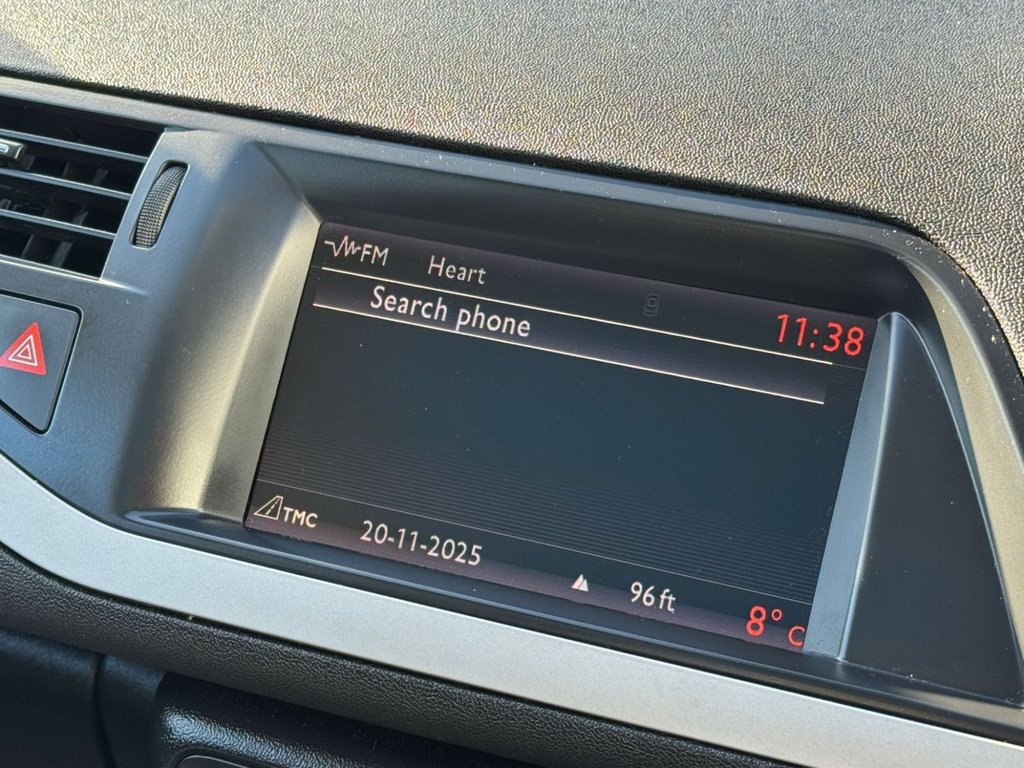 FM Heart
11:38
Search phone
TMC 20-11-2025 96 ft 8° C